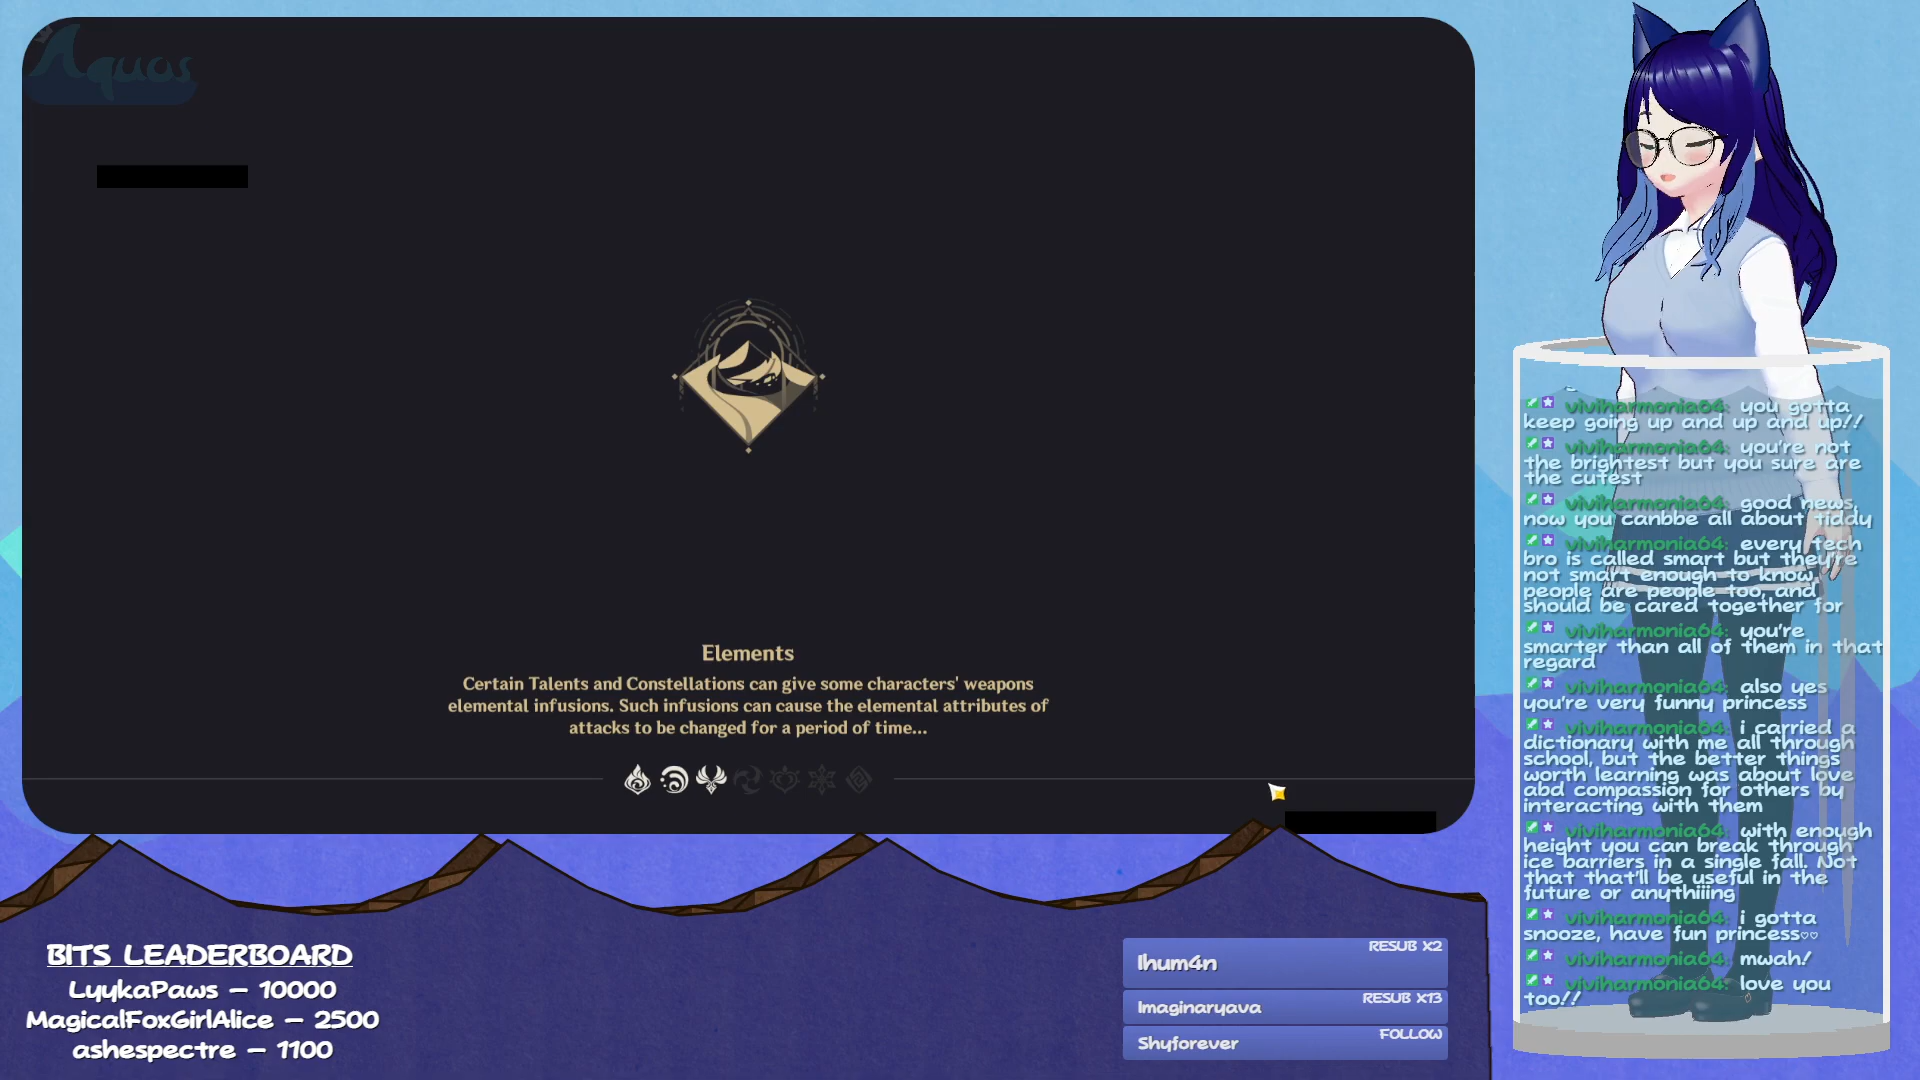 Aquos
Elements
Certain Talents and Constellations can give some characters' weapons
elemental infusions. Such infusions can cause the elemental attributes of
attacks to be changed for a period of time...
BITS LEADERBOARD
LyykaPaws – 10000
MagicalFoxGirlAlice – 2500
ashespectre – 1100
RESUB X2
lhum4n
RESUB X13
Imaginaryava
FOLLOW
Shyforever
viviharmonia64: you gotta
keep going up and up and up!!
viviharmonia64: you're not
the brightest but you sure are
the cutest
viviharmonia64: good news,
now you canbbe all about tiddy
viviharmonia64: every tech
bro is called smart but they're
not smart enough to know,
people are people too, and
should be cared together for
viviharmonia64: you're
smarter than all of them in that
regard
viviharmonia64: also yes
you're very funny princess
viviharmonia64: i carried a
dictionary with me all through
school, but the better things
worth learning was about love
abd compassion for others by
interacting with them
viviharmonia64: with enough
height you can break through
ice barriers in a single fall. Not
that that'll be useful in the
future or anythiiing
viviharmonia64: i gotta
snooze, have fun princess♡♡
viviharmonia64: mwah!
viviharmonia64: love you
too!!